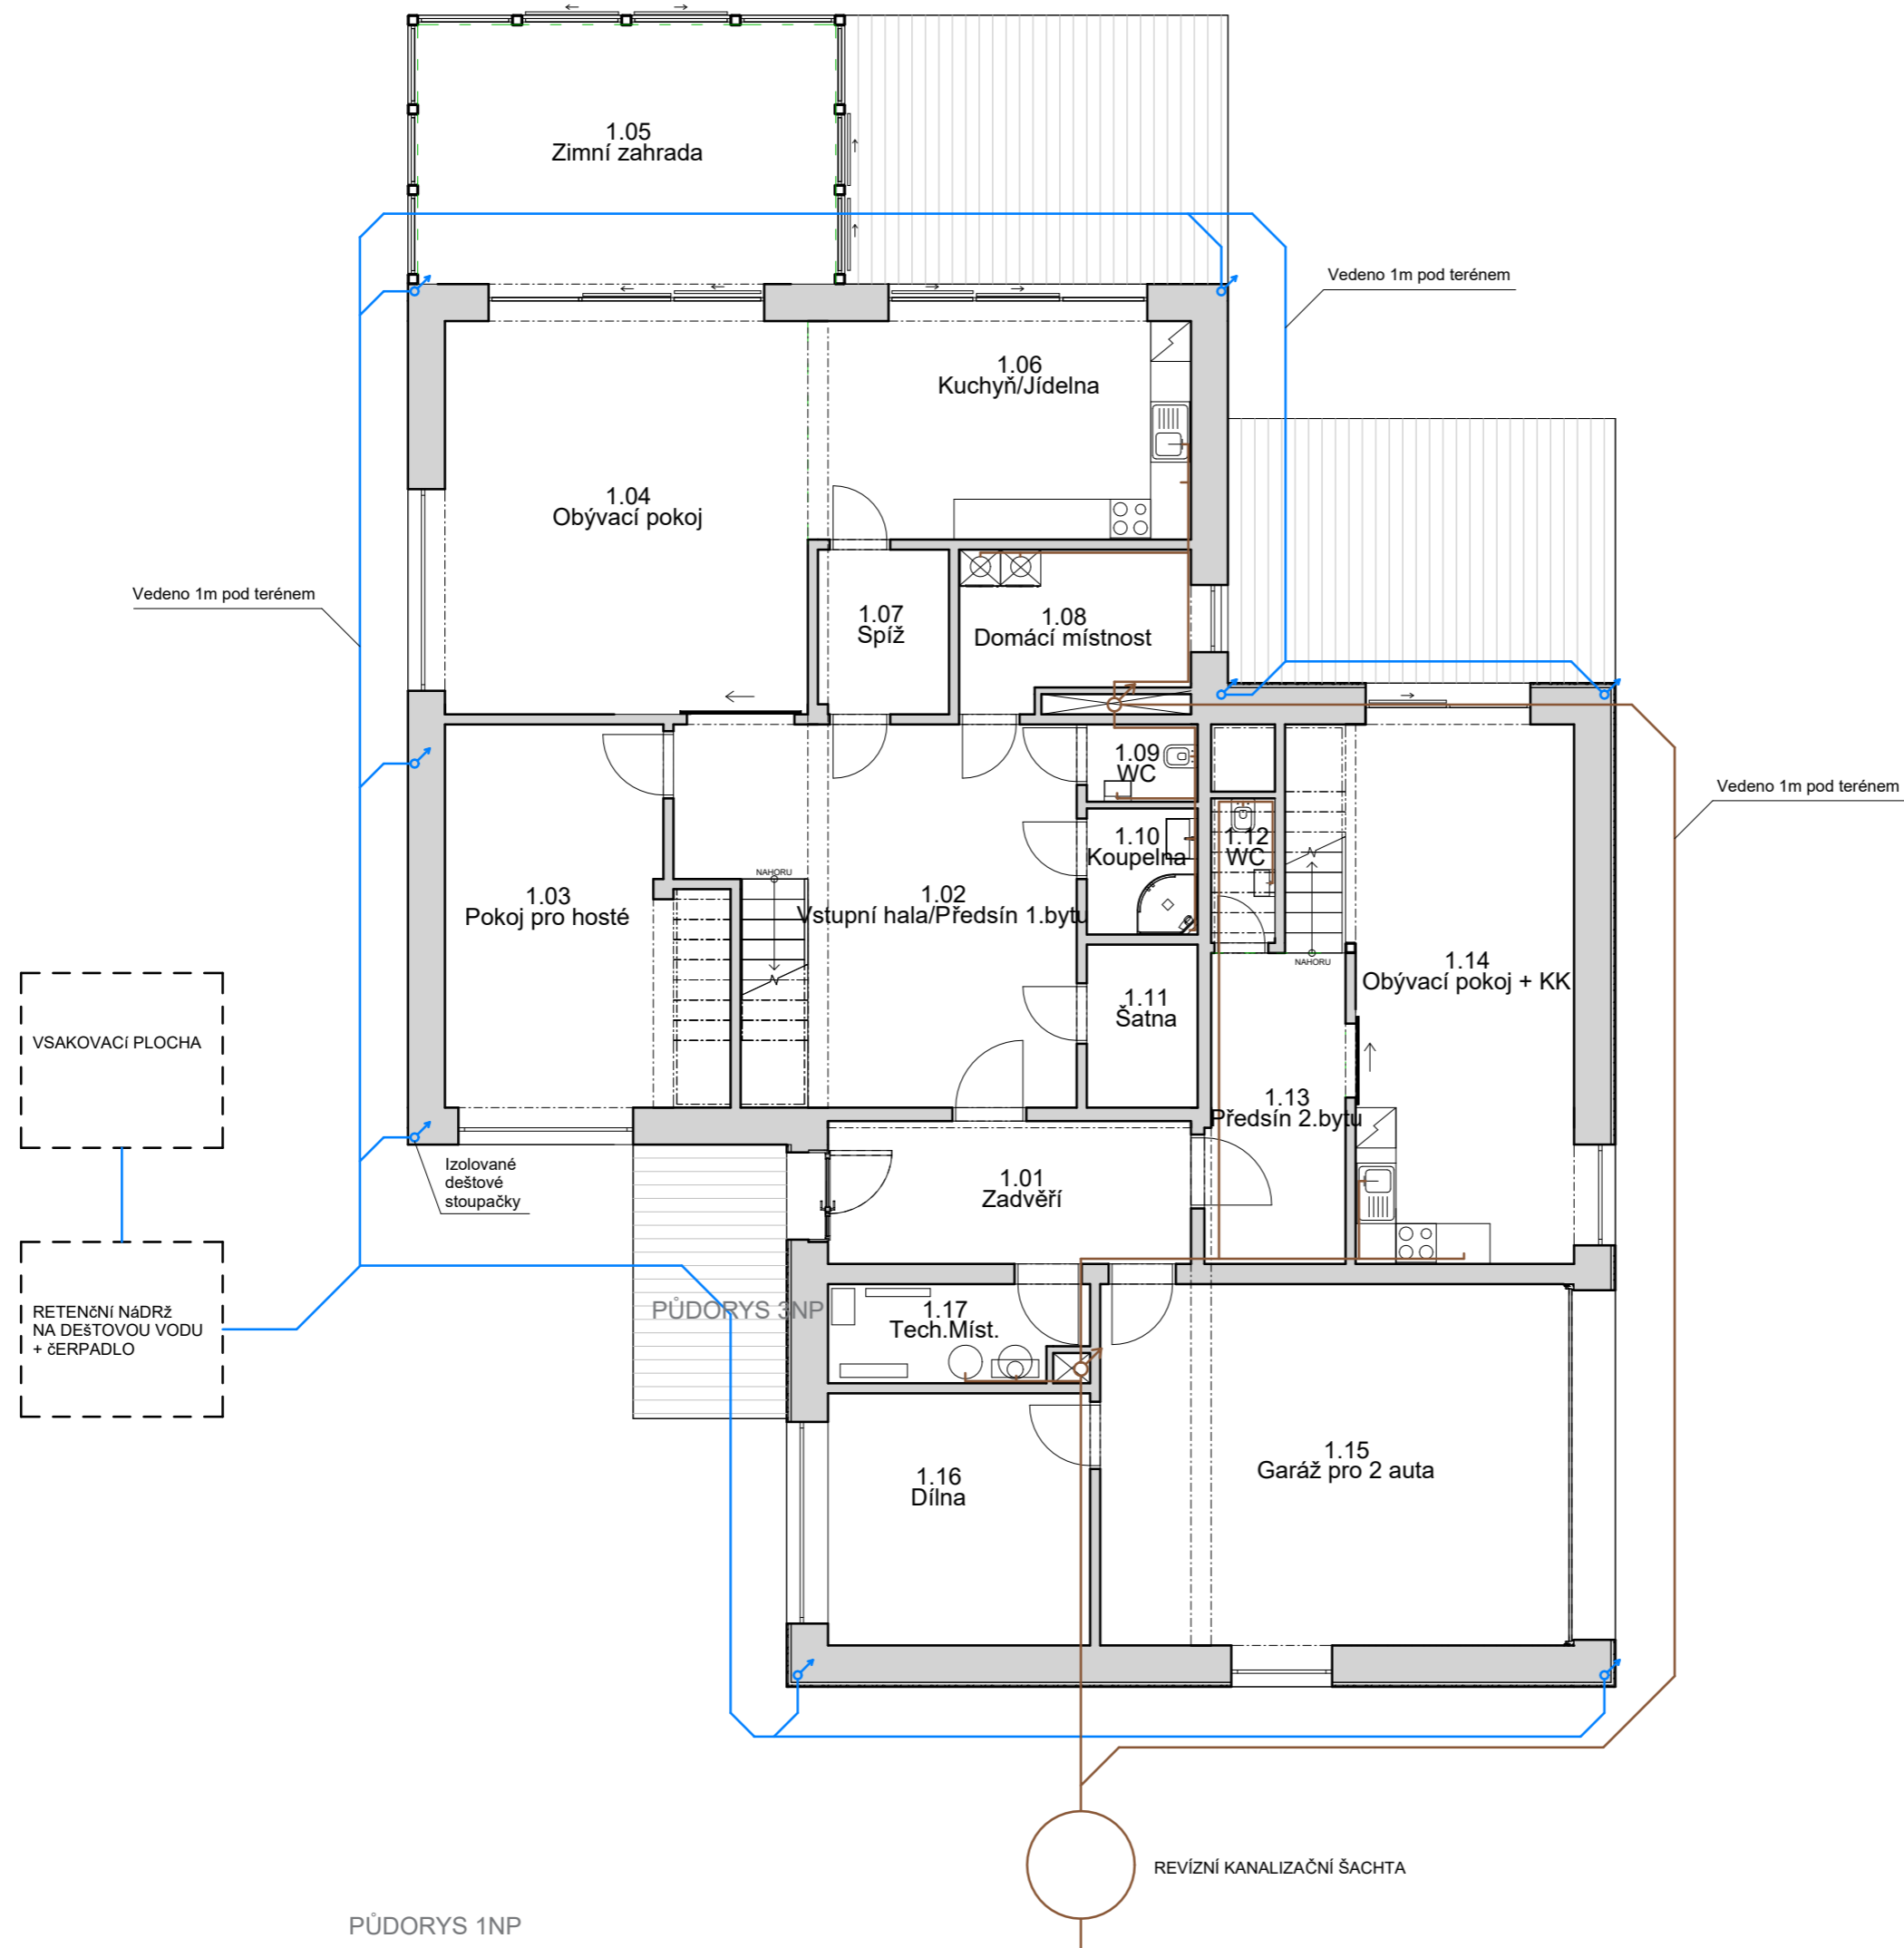 1.05
Zimní zahrada
Vedeno 1m pod terénem
1.06
Kuchyň/Jídelna
1.04
Obývací pokoj
Vedeno 1m pod terénem
1.07
Spíž
1.08
Domácí místnost
1.09
WC
Vedeno 1m pod terénem
1.10
Koupelna
1.12
WC
NAHORU
1.03
Pokoj pro hosté
1.02
Vstupní hala/Předsín 1.bytu
NAHORU
1.14
Obývací pokoj + KK
1.11
Šatna
VSAKOVACí PLOCHA
1.13
Předsín 2.bytu
Izolované
deštové
stoupačky
1.01
Zadvěří
RETENčNí NáDRž
NA DEšTOVOU VODU
+ čERPADLO
PŮDORYS 3NP
1.17
Tech.Míst.
1.15
Garáž pro 2 auta
1.16
Dílna
REVÍZNÍ KANALIZAČNÍ ŠACHTA
PŮDORYS 1NP